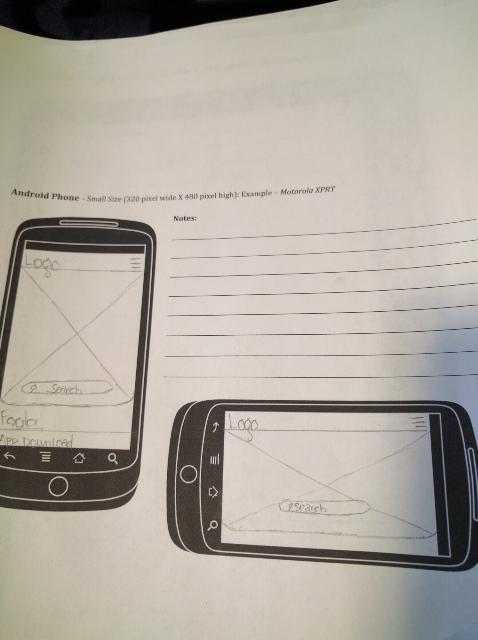 Android Phone - Small Size (320 pixel wide X 480 pixel high): Example - Motorola XPRT
Notes:
Logo
Search
Footer
App Download
Logo
Search